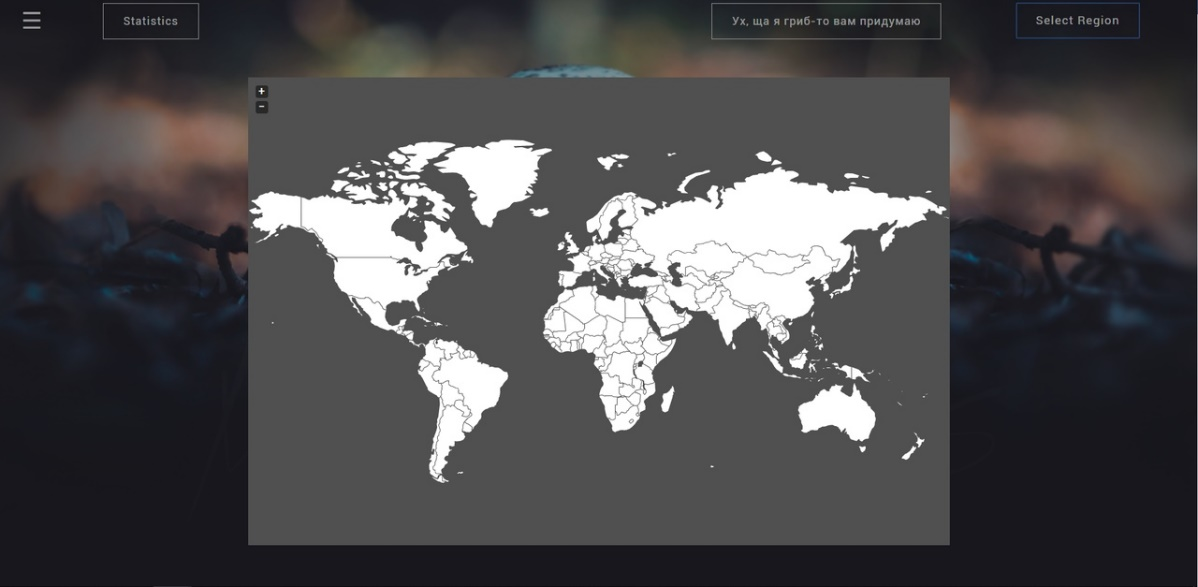 Statistics
Ух, ща я гриб-то вам придумаю
Select Region
+
−